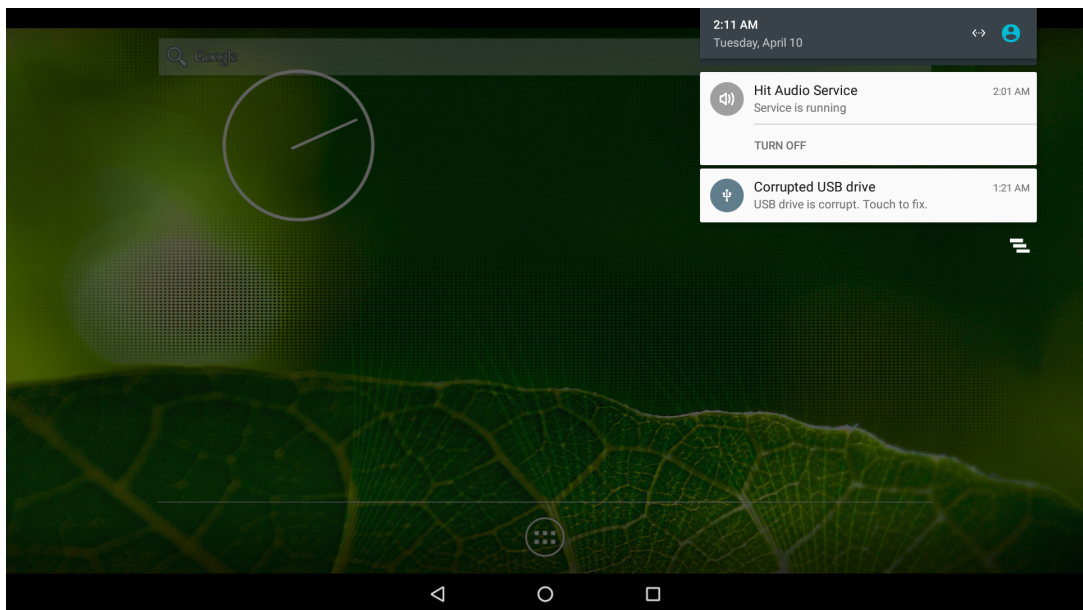 2:11 AM
Tuesday, April 10
Google
Hit Audio Service
2:01 AM
Service is running
TURN OFF
Corrupted USB drive
1:21 AM
USB drive is corrupt. Touch to fix.